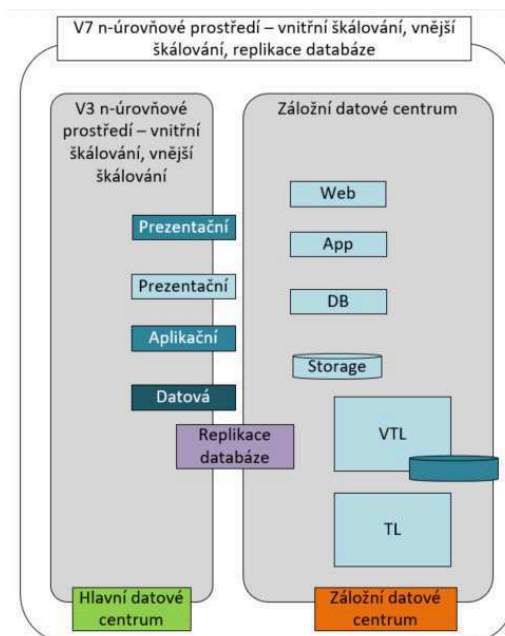 V7 n-úrovňové prostředí – vnitřní škálování, vnější
škálování, replikace databáze
V3 n-úrovňové
prostředí – vnitřní
škálování, vnější
škálování
Prezentační
Prezentační
Aplikační
Datová
Replikace
databáze
Hlavní datové
centrum
Záložní datové centrum
Web
App
DB
Storage
VTL
TL
Záložní datové
centrum